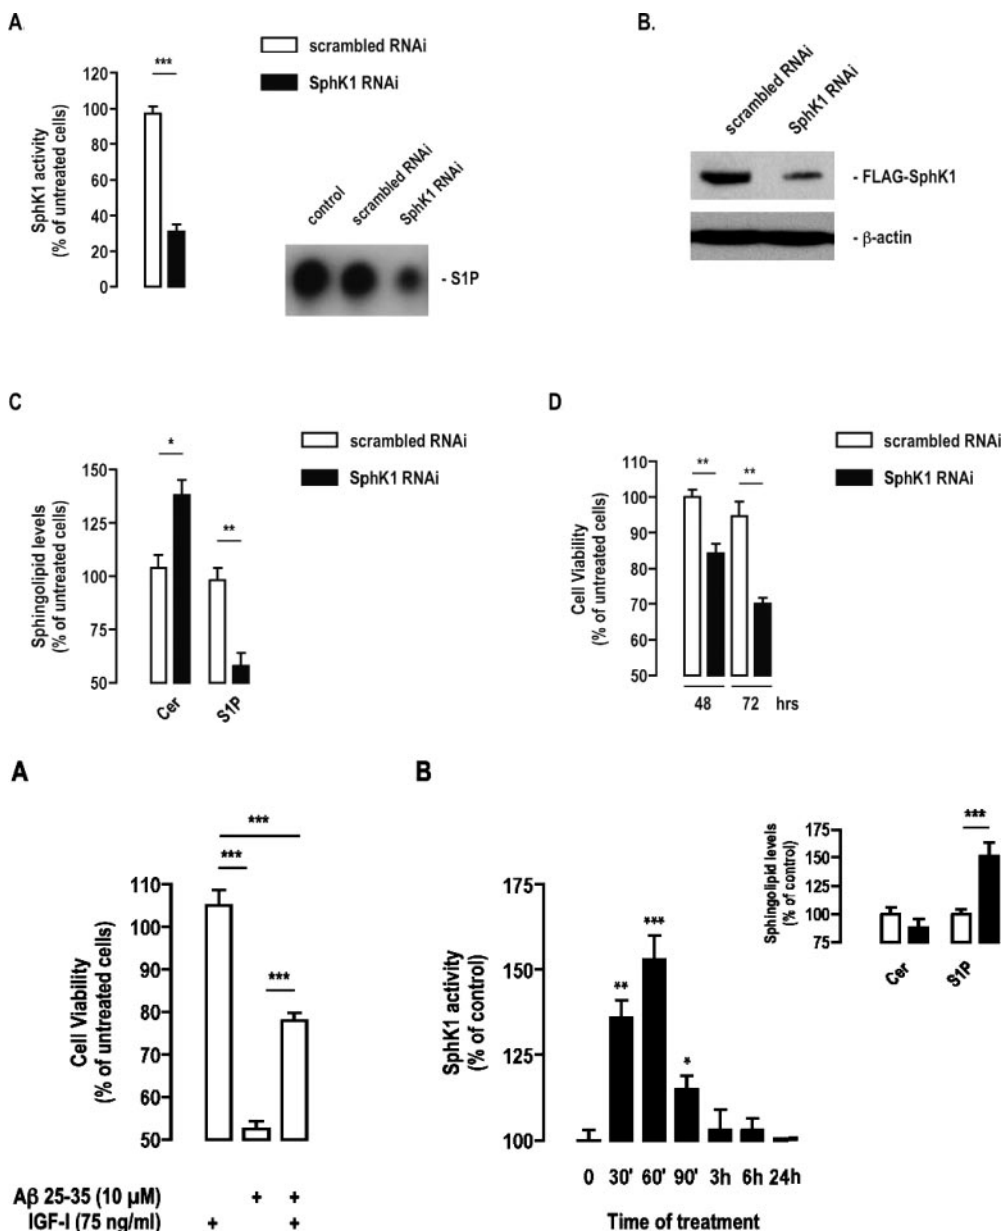 A.
scrambled RNAi
SphK1 RNAi
SphK1 activity
(% of untreated cells)
120
100
80
60
40
20
0
***
control
scrambled RNAi
SphK1 RNAi
- S1P
B.
scrambled RNAi
SphK1 RNAi
- FLAG-SphK1
- β-actin
C
scrambled RNAi
SphK1 RNAi
Sphingolipid levels
(% of untreated cells)
150
125
100
75
50
*
**
Cer
S1P
D
scrambled RNAi
SphK1 RNAi
Cell Viability
(% of untreated cells)
110
100
90
80
70
60
50
**
**
48
72
hrs
A
Cell Viability
(% of untreated cells)
110
100
90
80
70
60
50
***
***
***
Aβ 25-35 (10 µM)
+ +
IGF-I (75 ng/ml)
+ +
B
SphK1 activity
(% of control)
175
150
125
100
**
***
*
0 30' 60' 90' 3h 6h 24h
Time of treatment
Sphingolipid levels
(% of control)
175
150
125
100
75
***
Cer
S1P